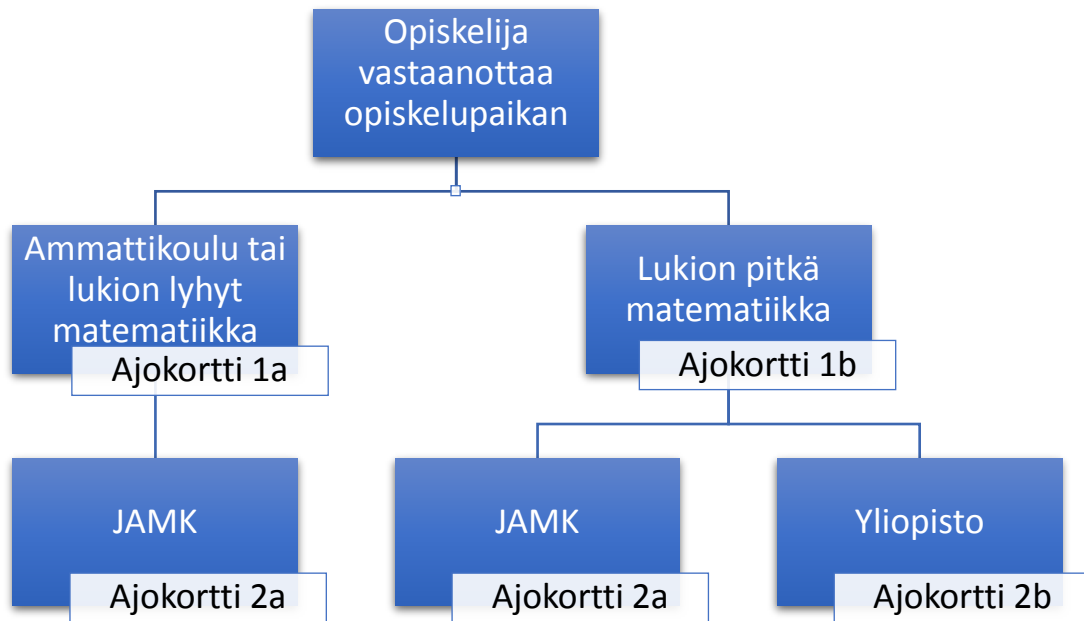 Opiskelija
vastaanottaa
opiskelupaikan
Ammattikoulu tai
lukion lyhyt
matematiikka
Ajokortti 1a
Lukion pitkä
matematiikka
Ajokortti 1b
JAMK
Ajokortti 2a
JAMK
Ajokortti 2a
Yliopisto
Ajokortti 2b